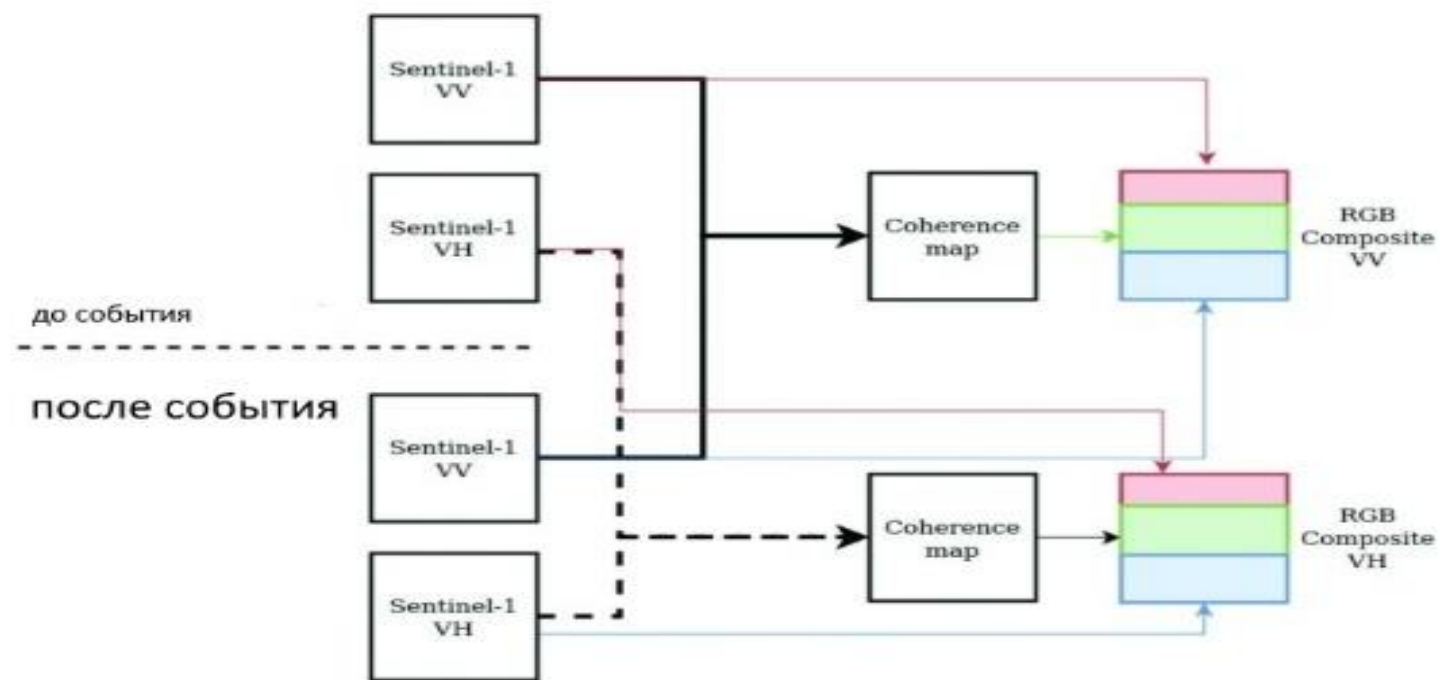 Sentinel-1
VV
Sentinel-1
VH
Coherence
map
RGB
Composite
VV
до события
после события
Sentinel-1
VV
Coherence
map
RGB
Composite
VH
Sentinel-1
VH